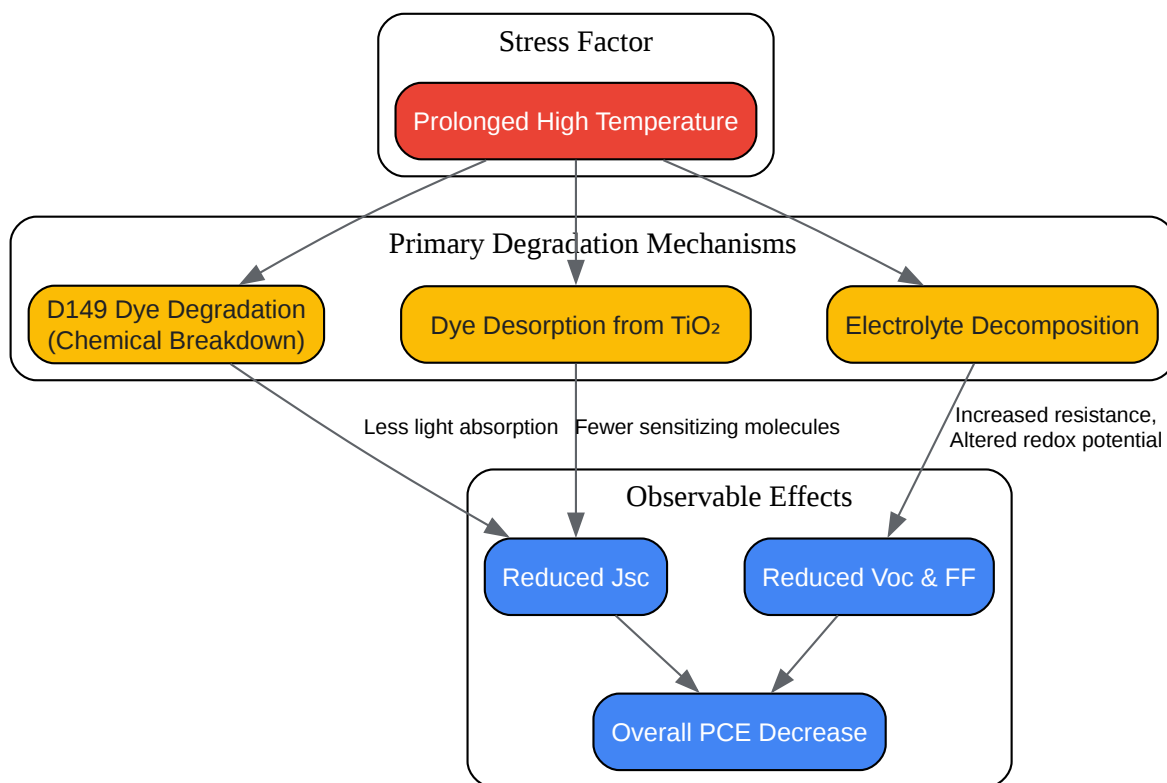 Stress Factor
Prolonged High Temperature
Primary Degradation Mechanisms
D149 Dye Degradation
(Chemical Breakdown)
Dye Desorption from TiO₂
Electrolyte Decomposition
Less light absorption
Fewer sensitizing molecules
Increased resistance,
Altered redox potential
Observable Effects
Reduced Jsc
Reduced Voc & FF
Overall PCE Decrease